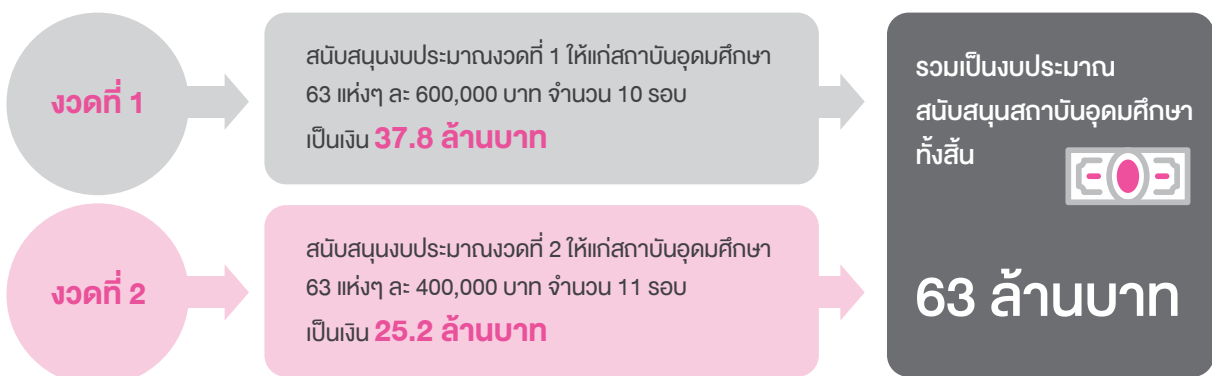 งวดที่ 1
สนับสนุนงบประมาณงวดที่ 1 ให้แก่สถาบันอุดมศึกษา
63 แห่งๆ ละ 600,000 บาท จำนวน 10 รอบ
เป็นเงิน 37.8 ล้านบาท
งวดที่ 2
สนับสนุนงบประมาณงวดที่ 2 ให้แก่สถาบันอุดมศึกษา
63 แห่งๆ ละ 400,000 บาท จำนวน 11 รอบ
เป็นเงิน 25.2 ล้านบาท
รวมเป็นงบประมาณ
สนับสนุนสถาบันอุดมศึกษา
ทั้งสิ้น
63 ล้านบาท